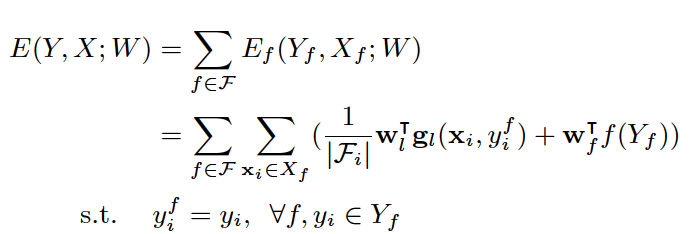 E(Y, X; W) = ∑_{f∈ℱ} E_f(Y_f, X_f; W)
= ∑_{f∈ℱ} ∑_{𝐱_i∈X_f} (1/|ℱ_i| 𝐰_l^⊺ 𝐠_l(𝐱_i, y_i^f) + 𝐰_f^⊺ f(Y_f))
s.t. y_i^f = y_i, ∀f, y_i ∈ Y_f